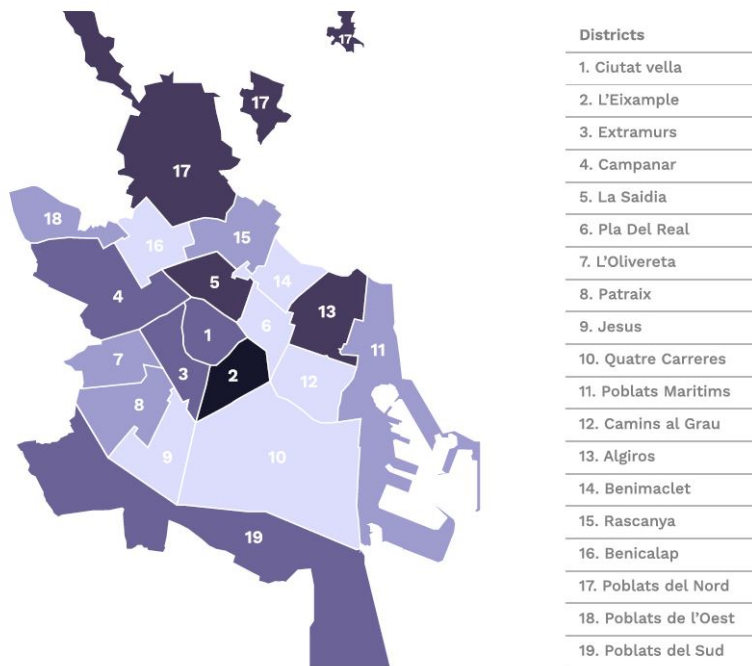 17
17
17
18
16
15
14
4
5
13
1
6
11
7
3
2
12
8
9
10
19
Districts
1. Ciutat vella
2. L'Eixample
3. Extramurs
4. Campanar
5. La Saidia
6. Pla Del Real
7. L'Olivereta
8. Patraix
9. Jesus
10. Quatre Carreres
11. Poblats Maritims
12. Camins al Grau
13. Algiros
14. Benimaclet
15. Rascanya
16. Benicalap
17. Poblats del Nord
18. Poblats de l'Oest
19. Poblats del Sud